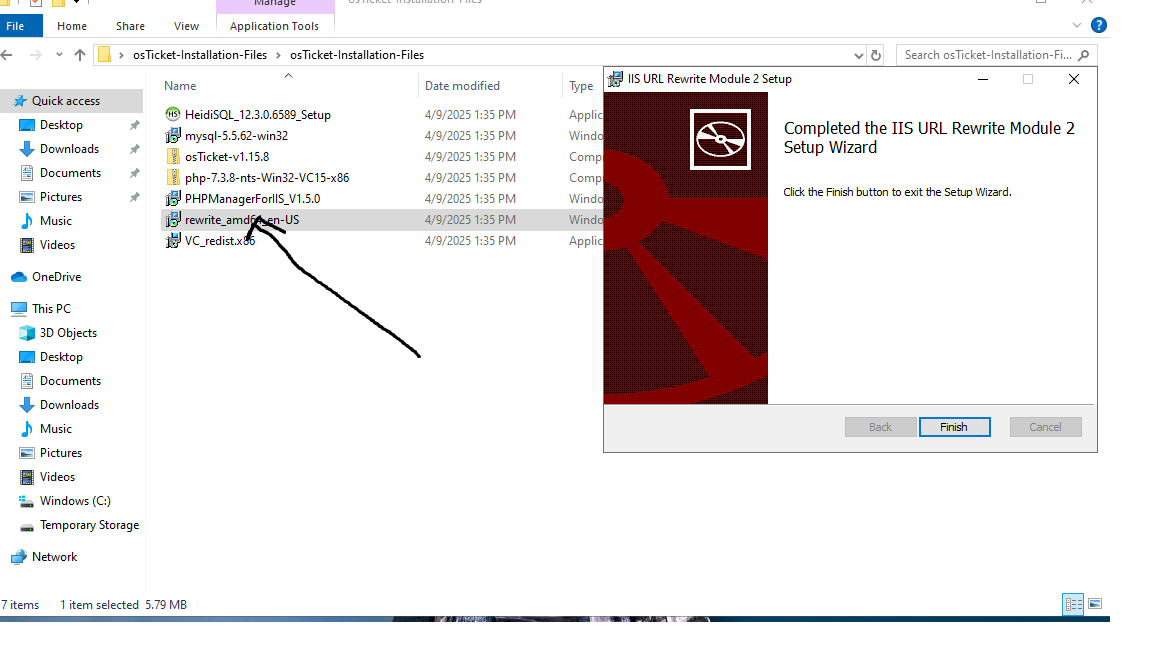 Manage
osTicket-Installation-Files
File Home Share View Application Tools
osTicket-Installation-Files › osTicket-Installation-Files
Search osTicket-Installation-Fi...
Name Date modified Type
HeidiSQL_12.3.0.6589_Setup 4/9/2025 1:35 PM Applic
mysql-5.5.62-win32 4/9/2025 1:35 PM Windo
osTicket-v1.15.8 4/9/2025 1:35 PM Compr
php-7.3.8-nts-Win32-VC15-x86 4/9/2025 1:35 PM Compr
PHPManagerForIIS_V1.5.0 4/9/2025 1:35 PM Windo
rewrite_amd64_en-US 4/9/2025 1:35 PM Windo
VC_redist.x86 4/9/2025 1:35 PM Applic
Quick access
Desktop
Downloads
Documents
Pictures
Music
Videos
OneDrive
This PC
3D Objects
Desktop
Documents
Downloads
Music
Pictures
Videos
Windows (C:)
Temporary Storage
Network
7 items 1 item selected 5.79 MB
IIS URL Rewrite Module 2 Setup
Completed the IIS URL Rewrite Module 2
Setup Wizard
Click the Finish button to exit the Setup Wizard.
Back Finish Cancel